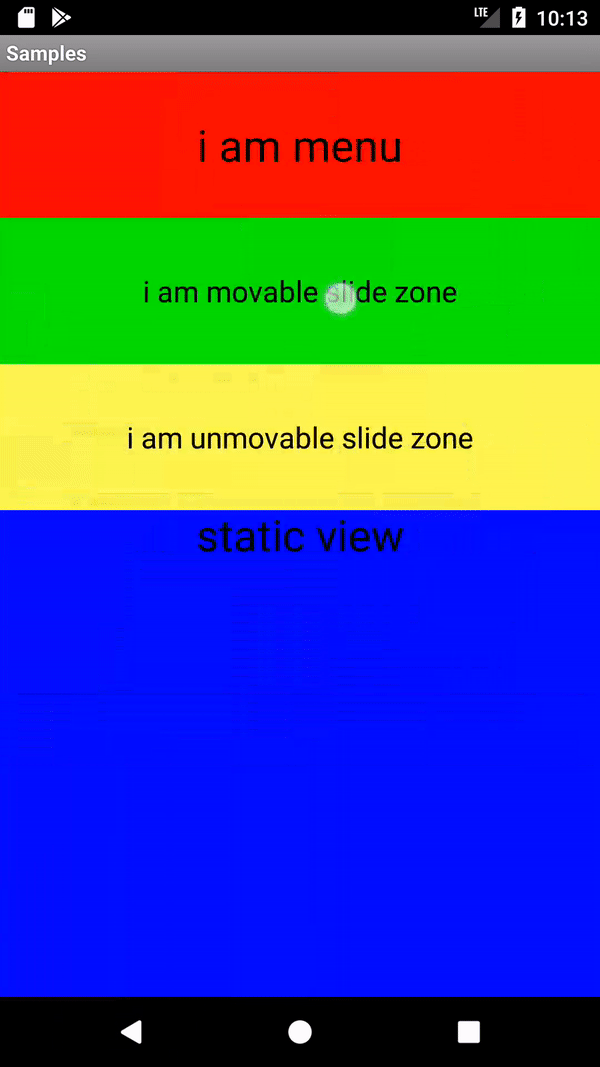 LTE 10:13
Samples
i am menu
i am movable slide zone
i am unmovable slide zone
static view